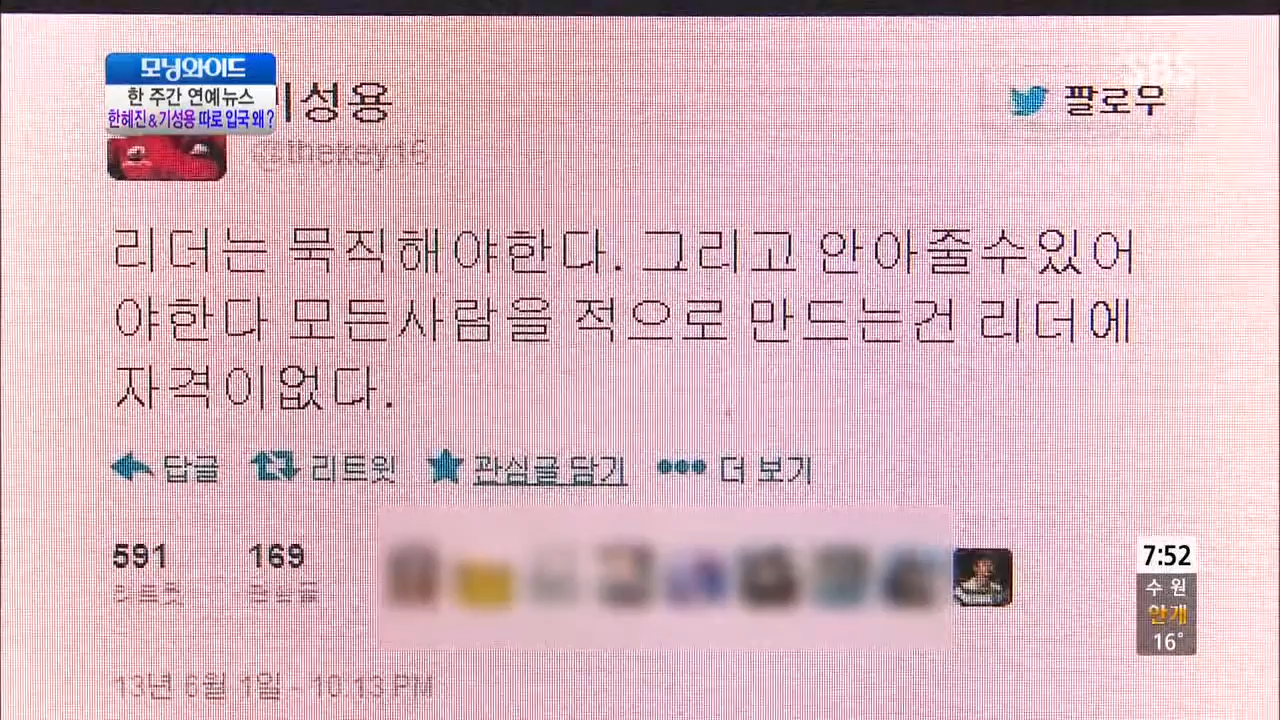 모닝와이드
한 주간 연예뉴스
한혜진&기성용 따로 입국 왜?
SBS
기성용
팔로우
@thekey16
리더는 묵직해야한다. 그리고 안아줄수있어
야한다 모든사람을 적으로 만드는건 리더에
자격이없다.
답글 리트윗 관심글 담기 더 보기
591 169
리트윗 관심글
7:52
수원
안개
16°
13년 6월 1일 - 10:13 PM